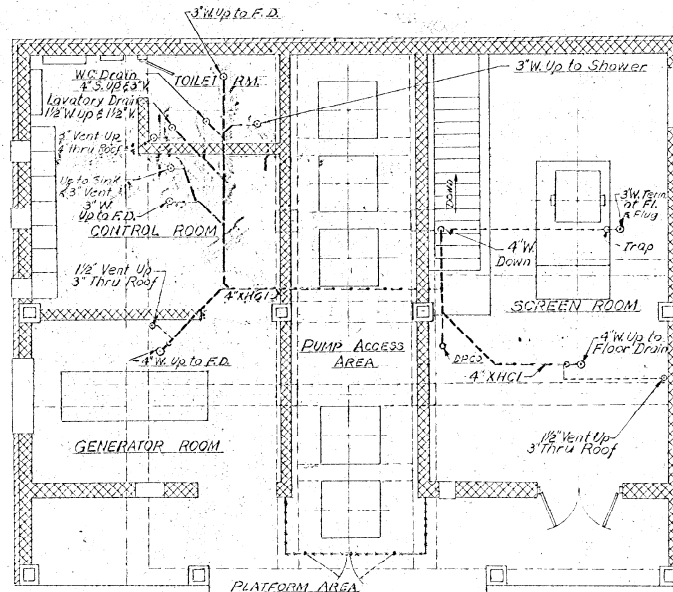 3" W. Up to F.D.
W.C. Drain
4" S. Up & 3" V.
TOILET RM.
3" W. Up to Shower
Lavatory Drain
1½" W. Up & 1½" V.
Vent Up
Thru Roof
Up to Sink
& 3" Vent
3" W.
Up to F.D.
CONTROL ROOM
DOWN
3" W. Term.
at Fl.
& Plug
4" W.
Down
Trap
1½" Vent Up
3" Thru Roof
4" XHCI
SCREEN ROOM
PUMP ACCESS
AREA
4" W. Up to F.D.
DPCO
4" W. Up to
Floor Drain
4" XHCI
GENERATOR ROOM
1½" Vent Up
3" Thru Roof
PLATFORM AREA